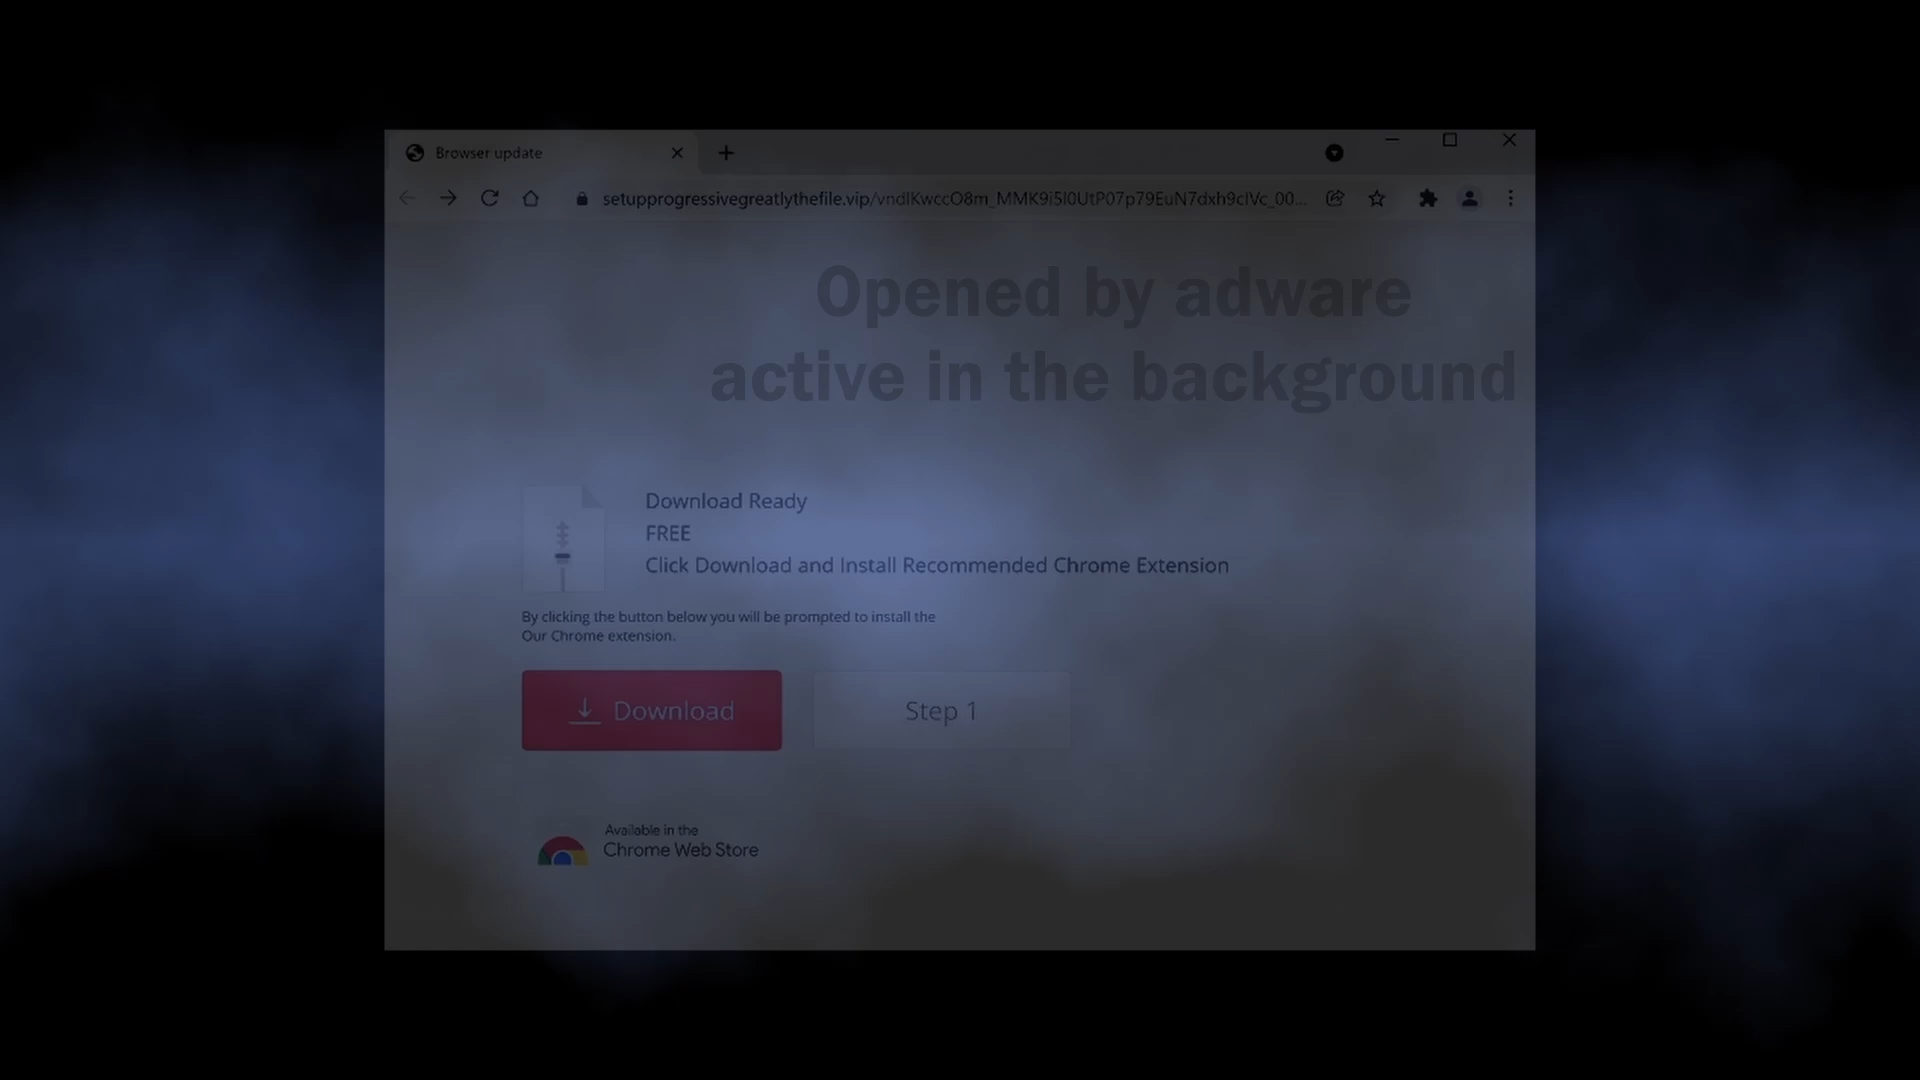 Browser update
setupprogressivegreatlythefile.vip/vndlKwccO8m_MMK9i5l0UtP07p79EuN7dxh9clVc_00...
Opened by adware
active in the background
Download Ready
FREE
Click Download and Install Recommended Chrome Extension
By clicking the button below you will be prompted to install the
Our Chrome extension.
Download
Step 1
Available in the
Chrome Web Store